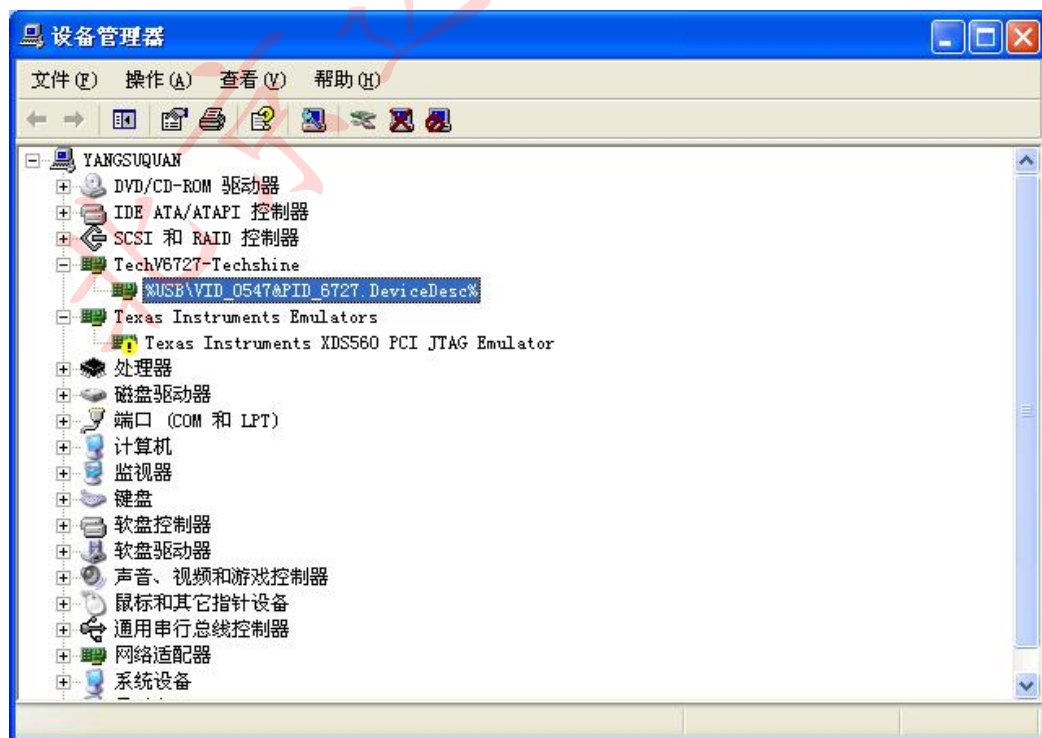 设备管理器
文件(F) 操作(A) 查看(V) 帮助(H)
YANGSUQUAN
DVD/CD-ROM 驱动器
IDE ATA/ATAPI 控制器
SCSI 和 RAID 控制器
TechV6727-Techshine
%USB\VID_0547&PID_6727.DeviceDesc%
Texas Instruments Emulators
Texas Instruments XDS560 PCI JTAG Emulator
处理器
磁盘驱动器
端口 (COM 和 LPT)
计算机
监视器
键盘
软盘控制器
软盘驱动器
声音、视频和游戏控制器
鼠标和其它指针设备
通用串行总线控制器
网络适配器
系统设备